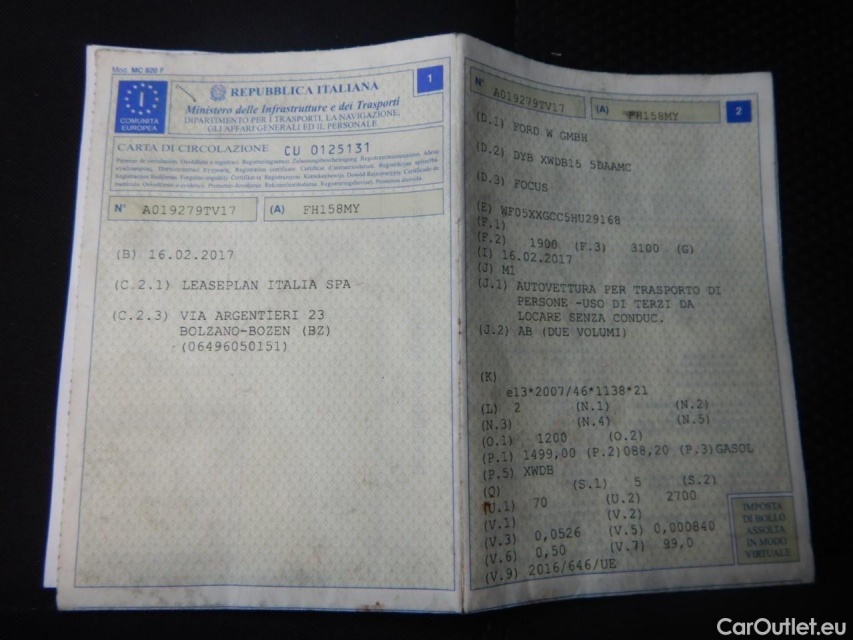 Mod. MC 820 F
I
COMUNITÀ
EUROPEA
REPUBBLICA ITALIANA
1
Ministero delle Infrastrutture e dei Trasporti
DIPARTIMENTO PER I TRASPORTI, LA NAVIGAZIONE,
GLI AFFARI GENERALI ED IL PERSONALE
CARTA DI CIRCOLAZIONE CU 0125131
N° A019279TV17 (A) FH158MY
(B) 16.02.2017
(C.2.1) LEASEPLAN ITALIA SPA
(C.2.3) VIA ARGENTIERI 23
BOLZANO-BOZEN (BZ)
(06496050151)
N° A019279TV17 (A) FH158MY 2
(D.1) FORD W GMBH
(D.2) DYB XWDB1S 5DAAMC
(D.3) FOCUS
(E) WF05XXGCC5HU29168
(F.1)
(F.2) 1900 (F.3) 3100 (G)
(I) 16.02.2017
(J) M1
(J.1) AUTOVETTURA PER TRASPORTO DI
PERSONE -USO DI TERZI DA
LOCARE SENZA CONDUC.
(J.2) AB (DUE VOLUMI)
(K)
e13*2007/46*1138*21
(L) 2 (N.1) (N.2)
(N.3) (N.4) (N.5)
(O.1) 1200 (O.2)
(P.1) 1499,00 (P.2)088,20 (P.3)GASOL
(P.5) XWDB
(Q) (S.1) 5 (S.2)
(U.1) 70 (U.2) 2700
(V.1) (V.2)
(V.3) 0,0526 (V.5) 0,000840
(V.6) 0,50 (V.7) 99,0
(V.9) 2016/646/UE
IMPOSTA
DI BOLLO
ASSOLTA
IN MODO
VIRTUALE
CarOutlet.eu